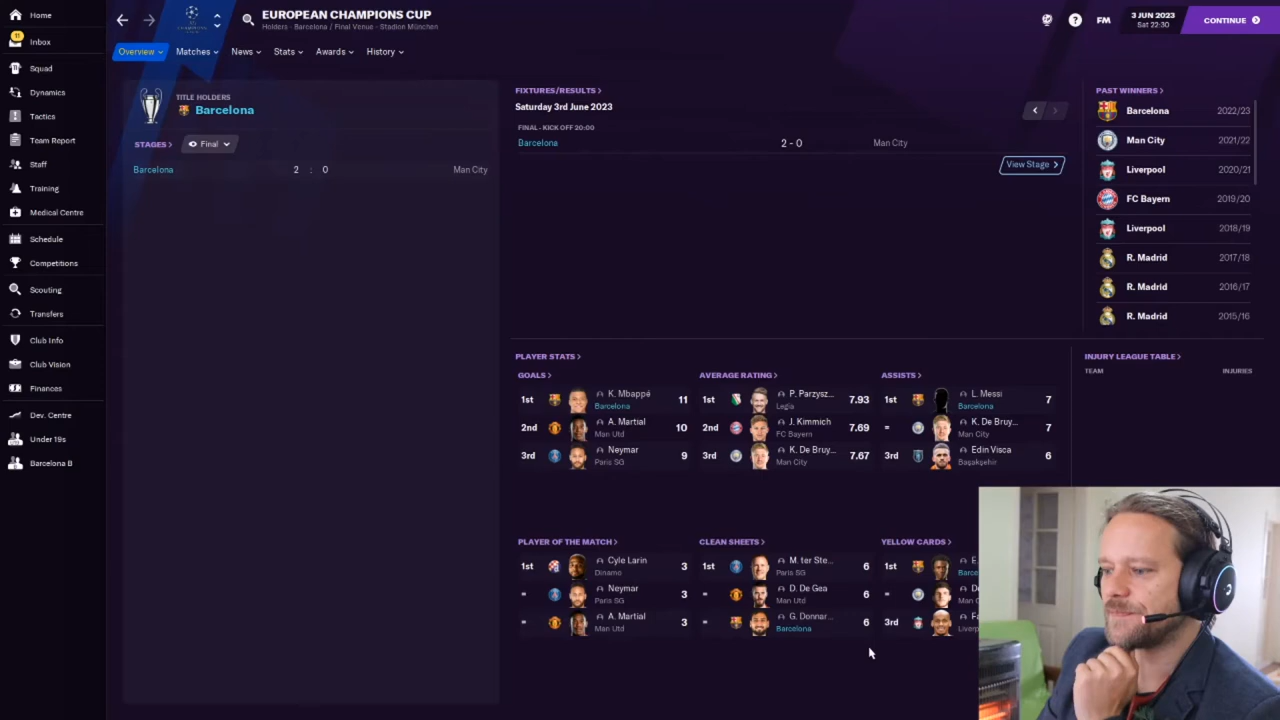 Home
11
Inbox
Squad
Dynamics
Tactics
Team Report
Staff
Training
Medical Centre
Schedule
Competitions
Scouting
Transfers
Club Info
Club Vision
Finances
Dev. Centre
Under 19s
Barcelona B
EUROPEAN CHAMPIONS CUP
Holders - Barcelona / Final Venue - Stadion München
FM
3 JUN 2023
Sat 22:30
CONTINUE
Overview
Matches
News
Stats
Awards
History
TITLE HOLDERS
Barcelona
STAGES
Final
Barcelona 2 : 0 Man City
FIXTURES/RESULTS
Saturday 3rd June 2023
FINAL - KICK OFF 20:00
Barcelona 2 - 0 Man City
View Stage
PAST WINNERS
Barcelona 2022/23
Man City 2021/22
Liverpool 2020/21
FC Bayern 2019/20
Liverpool 2018/19
R. Madrid 2017/18
R. Madrid 2016/17
R. Madrid 2015/16
PLAYER STATS
GOALS
1st K. Mbappé 11
Barcelona
2nd A. Martial 10
Man Utd
3rd Neymar 9
Paris SG
AVERAGE RATING
1st P. Parzysz... 7.93
Legia
2nd J. Kimmich 7.69
FC Bayern
3rd K. De Bruy... 7.67
Man City
ASSISTS
1st L. Messi 7
Barcelona
= K. De Bruy... 7
Man City
3rd Edin Visca 6
Başakşehir
INJURY LEAGUE TABLE
TEAM INJURIES
PLAYER OF THE MATCH
1st Cyle Larin 3
Dinamo
= Neymar 3
Paris SG
= A. Martial 3
Man Utd
CLEAN SHEETS
1st M. ter Ste... 6
Paris SG
= D. De Gea 6
Man Utd
= G. Donnar... 6
Barcelona
YELLOW CARDS
1st E.
Barce
= D
Man C
3rd Fa
Liverp